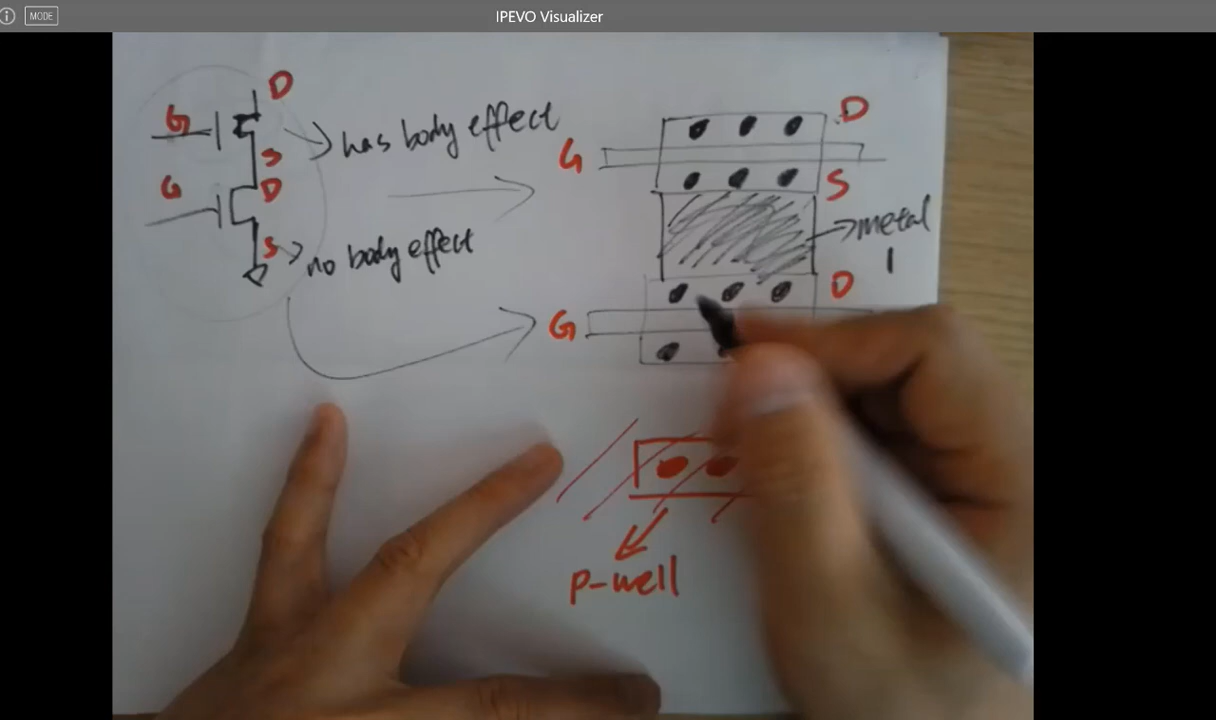 MODE
IPEVO Visualizer
D
G
has body effect
S
G
D
S
no body effect
D
G
S
metal
1
D
G
p-well